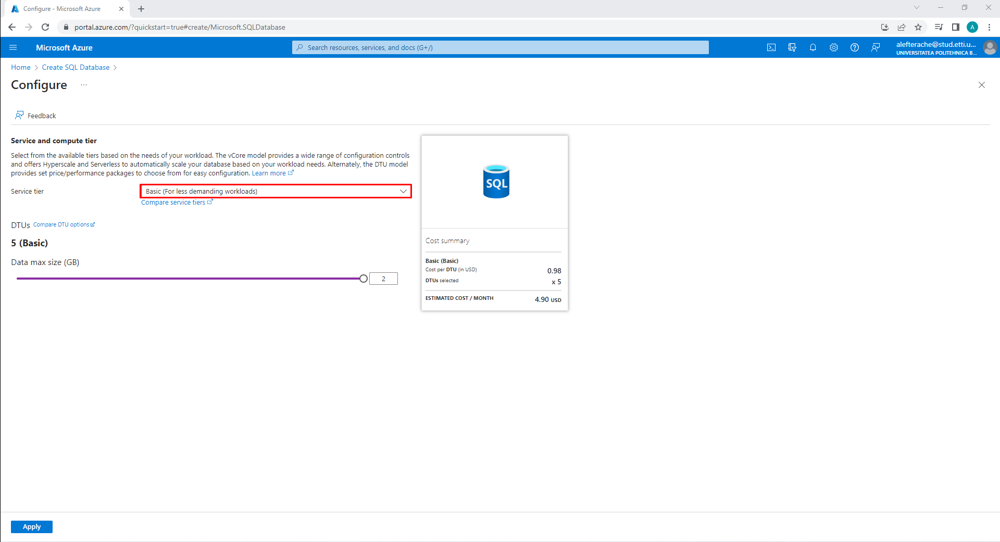 Configure - Microsoft Azure
portal.azure.com/?quickstart=true#create/Microsoft.SQLDatabase
A
Microsoft Azure
Search resources, services, and docs (G+/)
alefterache@stud.etti.u...
UNIVERSITATEA POLITEHNICA B...
Home > Create SQL Database >
Configure ...
Feedback
Service and compute tier
Select from the available tiers based on the needs of your workload. The vCore model provides a wide range of configuration controls
and offers Hyperscale and Serverless to automatically scale your database based on your workload needs. Alternately, the DTU model
provides set price/performance packages to choose from for easy configuration. Learn more
Service tier
Basic (For less demanding workloads)
Compare service tiers
DTUs Compare DTU options
5 (Basic)
Data max size (GB)
2
SQL
Cost summary
Basic (Basic)
Cost per DTU (in USD) 0.98
DTUs selected x 5
ESTIMATED COST / MONTH 4.90 USD
Apply